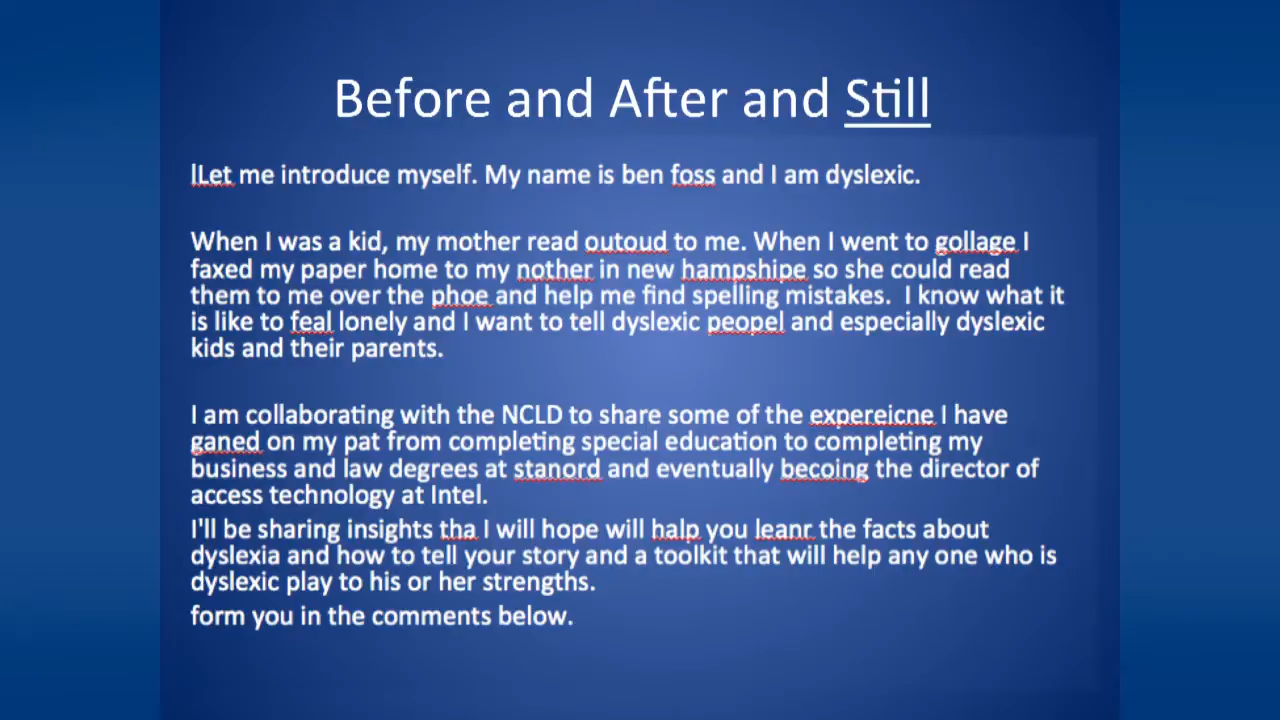 Before and After and Still
lLet me introduce myself. My name is ben foss and I am dyslexic.
When I was a kid, my mother read outoud to me. When I went to gollage I
faxed my paper home to my nother in new hampshipe so she could read
them to me over the phoe and help me find spelling mistakes.  I know what it
is like to feal lonely and I want to tell dyslexic peopel and especially dyslexic
kids and their parents.
I am collaborating with the NCLD to share some of the expereicne I have
ganed on my pat from completing special education to completing my
business and law degrees at stanord and eventually becoing the director of
access technology at Intel.
I'll be sharing insights tha I will hope will halp you leanr the facts about
dyslexia and how to tell your story and a toolkit that will help any one who is
dyslexic play to his or her strengths.
form you in the comments below.